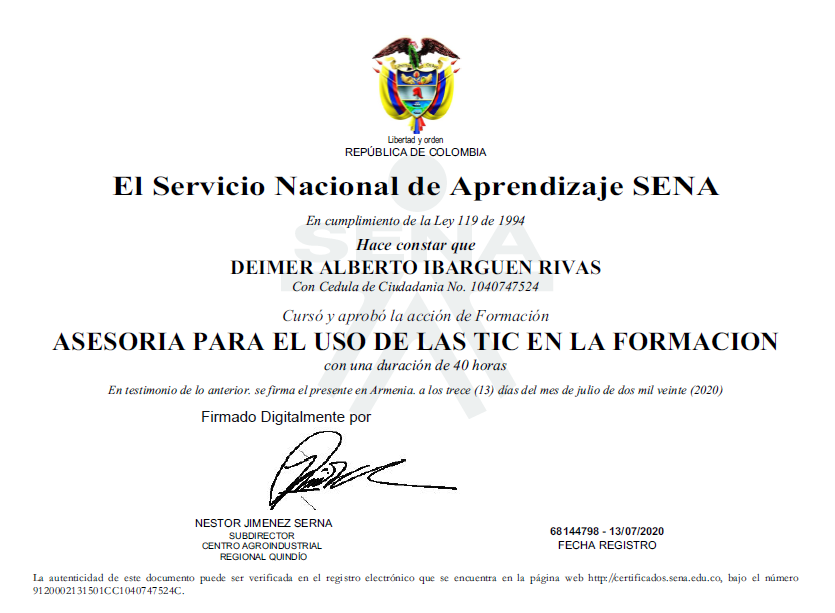 Libertad y orden
REPÚBLICA DE COLOMBIA
El Servicio Nacional de Aprendizaje SENA
En cumplimiento de la Ley 119 de 1994
SENA
Hace constar que
DEIMER ALBERTO IBARGUEN RIVAS
Con Cedula de Ciudadania No. 1040747524
Cursó y aprobó la acción de Formación
ASESORIA PARA EL USO DE LAS TIC EN LA FORMACION
con una duración de 40 horas
En testimonio de lo anterior. se firma el presente en Armenia. a los trece (13) días del mes de julio de dos mil veinte (2020)
Firmado Digitalmente por
NESTOR JIMENEZ SERNA
SUBDIRECTOR
CENTRO AGROINDUSTRIAL
REGIONAL QUINDÍO
68144798 - 13/07/2020
FECHA REGISTRO
La autenticidad de este documento puede ser verificada en el registro electrónico que se encuentra en la página web http://certificados.sena.edu.co, bajo el número
9120002131501CC1040747524C.